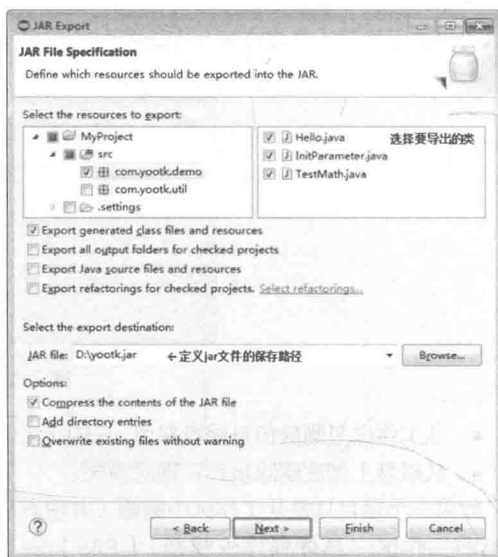 JAR Export
JAR File Specification
Define which resources should be exported into the JAR.
Select the resources to export:
MyProject
src
com.yootk.demo
com.yootk.util
.settings
Hello.java 选择要导出的类
InitParameter.java
TestMath.java
Export generated class files and resources
Export all output folders for checked projects
Export Java source files and resources
Export refactorings for checked projects. Select refactorings...
Select the export destination:
JAR file: D:\yootk.jar ←定义jar文件的保存路径 Browse...
Options:
Compress the contents of the JAR file
Add directory entries
Overwrite existing files without warning
? < Back Next > Finish Cancel